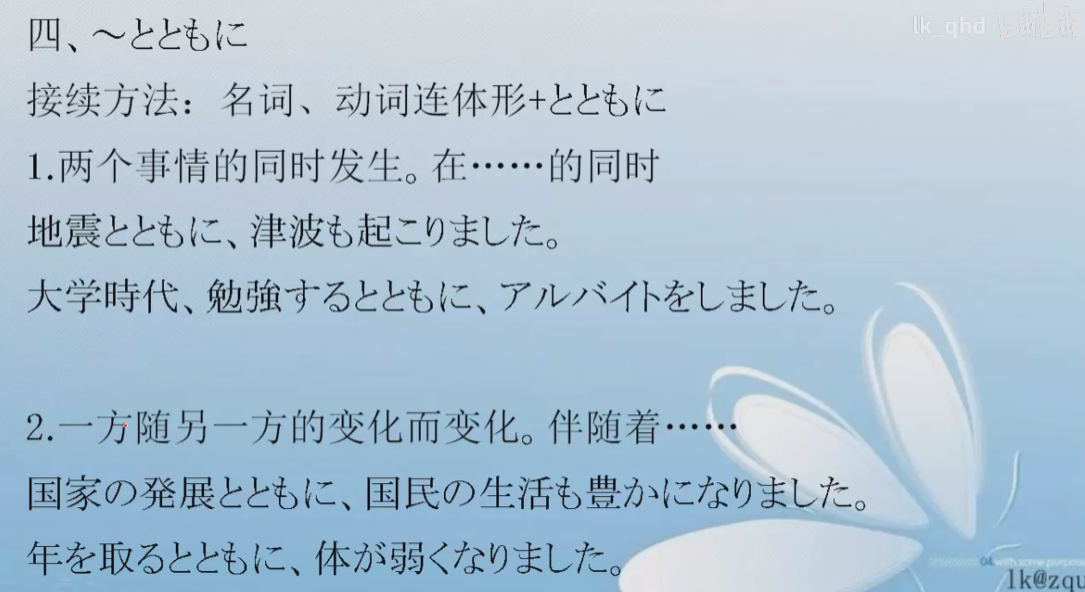 lk_qhd
四、～とともに
接续方法：名词、动词连体形+とともに
1.两个事情的同时发生。在……的同时
地震とともに、津波も起こりました。
大学時代、勉強するとともに、アルバイトをしました。
2.一方随另一方的变化而变化。伴随着……
国家の発展とともに、国民の生活も豊かになりました。
年を取るとともに、体が弱くなりました。
04 with some purpose
lk@zqu